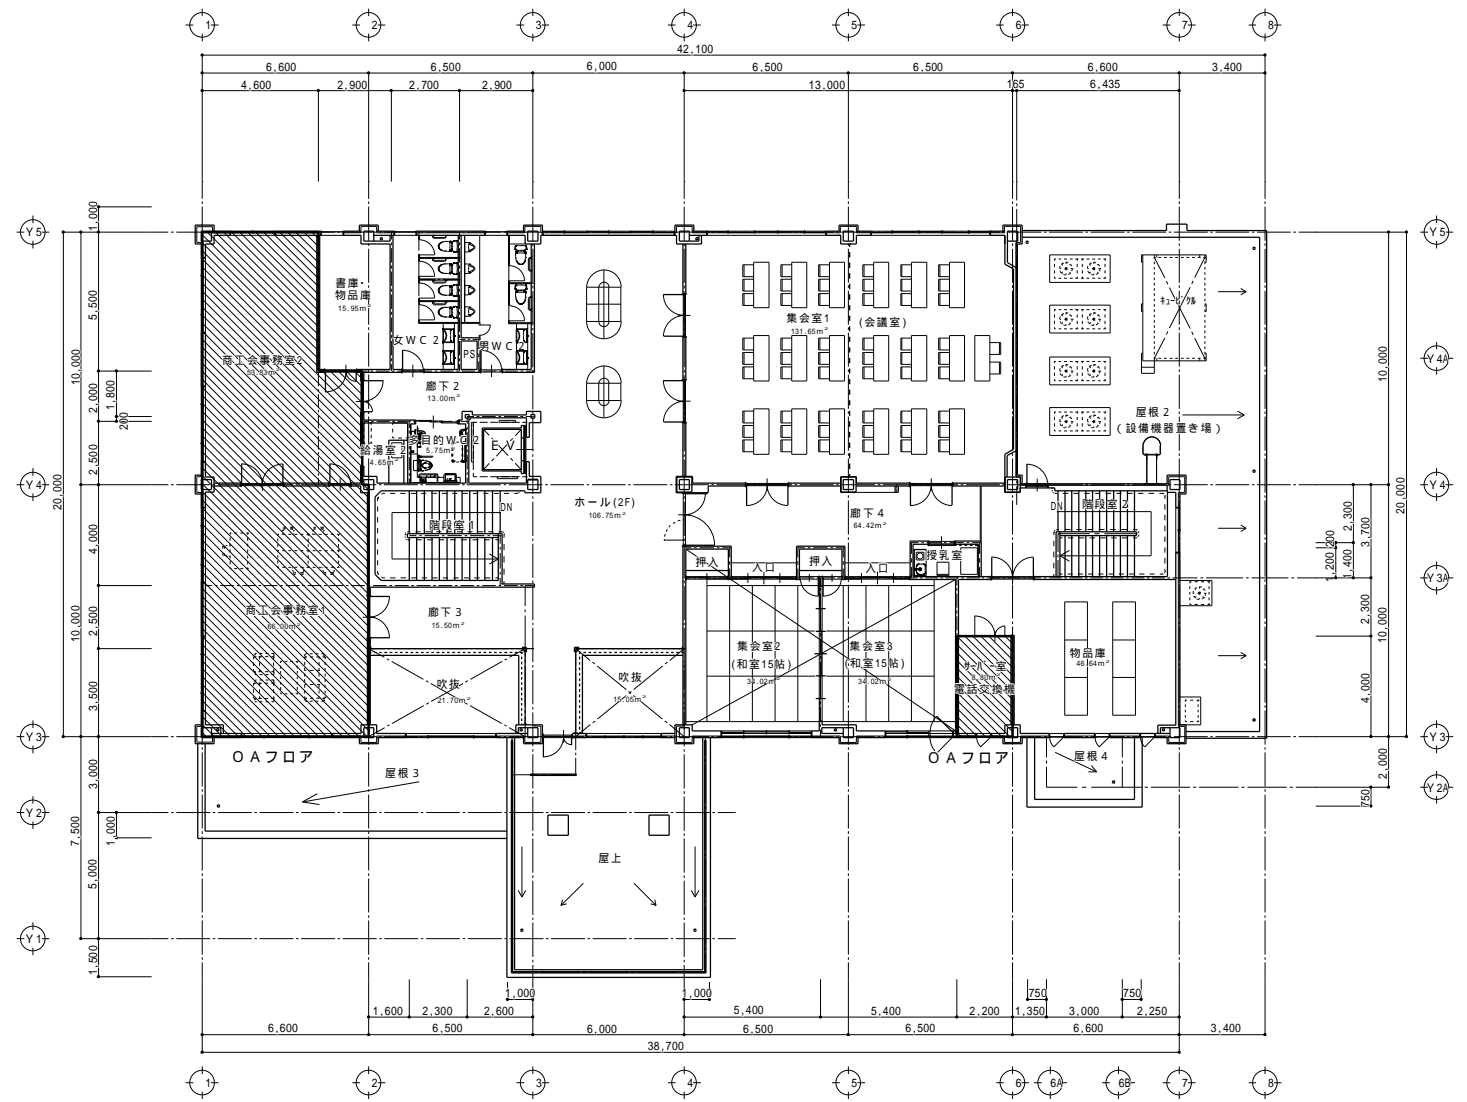 1 2 3 4 5 6 7 8
42,100
6,600 6,500 6,000 6,500 6,500 6,600 3,400
4,600 2,900 2,700 2,900 13,000 165 6,435
Y5
Y4
Y3
Y2
Y1
1,000
5,500
2,000
2,500
4,000
2,500
3,500
3,000
5,000
1,500
1,800
200
1,000
10,000
10,000
7,500
20,000
書庫・
物品庫
15.95m²
女WC2
PS
集会室1
131.65m²
(会議室)
キュービクル
商工会事務室2
廊下2
13.00m²
屋根2
(設備機器置き場)
多目的WC2
5.75m²
給湯室2
4.65m²
EV
ホール(2F)
106.75m²
DN
階段室1
廊下4
64.42m²
DN
階段室2
押入
入口
押入
入口
授乳室
商工会事務室1
廊下3
15.50m²
集会室2
(和室15帖)
34.02m²
集会室3
(和室15帖)
34.02m²
サーバー室
電話交換機
物品庫
46.64m²
吹抜
21.70m²
吹抜
15.05m²
OAフロア
OAフロア
屋根3
屋根4
屋上
Y5
Y4A
Y4
Y3A
Y3
Y2A
10,000
10,000
20,000
2,300
3,700
200
1,200
1,400
2,300
4,000
2,000
750
1,000 1,000 750 750
1,600 2,300 2,600 5,400 5,400 2,200 1,350 3,000 2,250
6,600 6,500 6,000 6,500 6,500 6,600 3,400
38,700
1 2 3 4 5 6 6A 6B 7 8